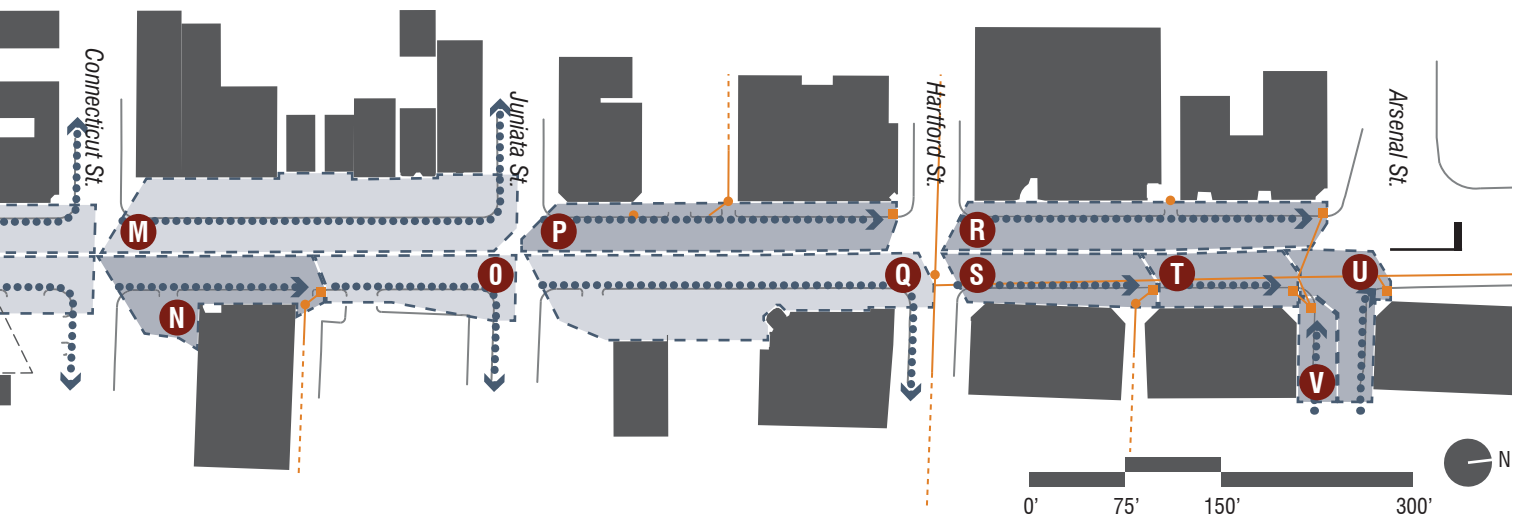 Connecticut St.
Juniata St.
Hartford St.
Arsenal St.
M
P
R
O
Q
S
T
U
N
V
N
0' 75' 150' 300'